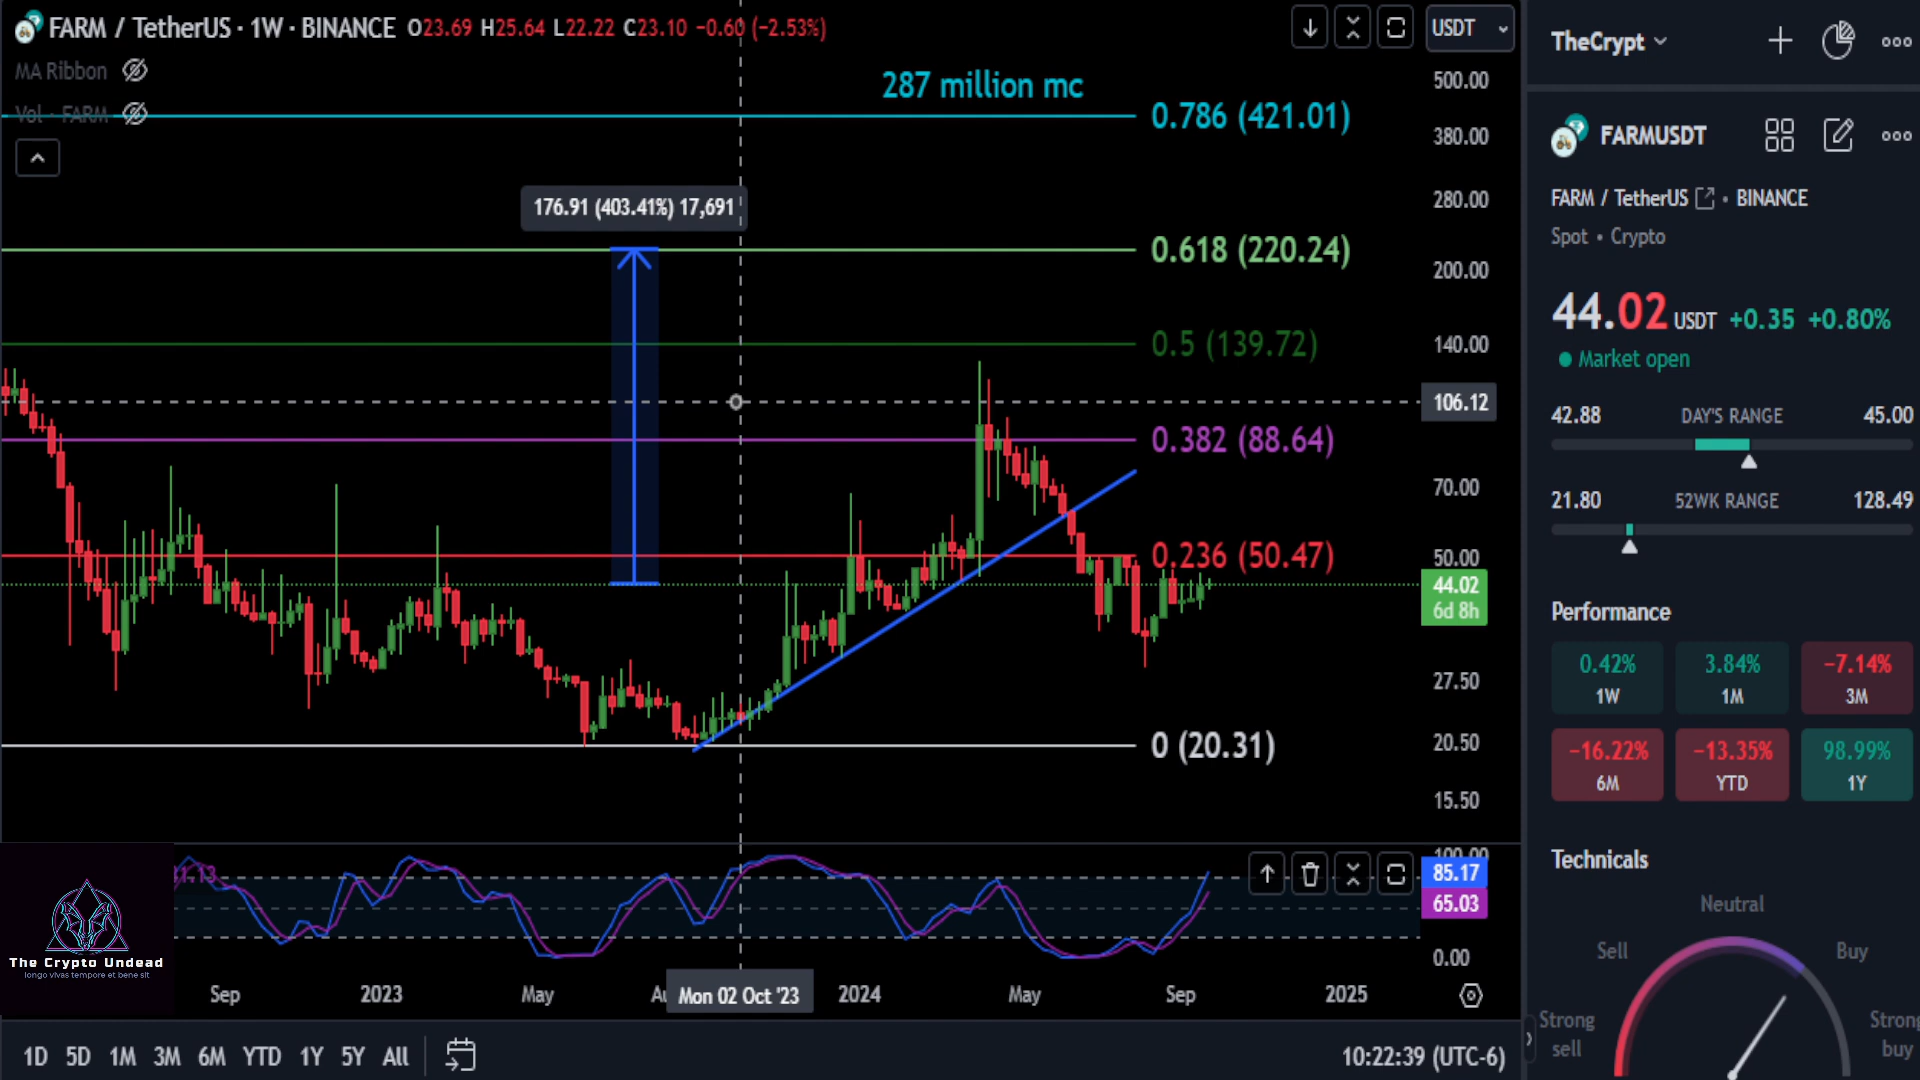 FARM / TetherUS · 1W · BINANCE O23.69 H25.64 L22.22 C23.10 -0.60 (-2.53%)
MA Ribbon
Vol · FARM
USDT
287 million mc
0.786 (421.01)
176.91 (403.41%) 17,691
0.618 (220.24)
0.5 (139.72)
0.382 (88.64)
0.236 (50.47)
0 (20.31)
500.00
380.00
280.00
200.00
140.00
106.12
70.00
50.00
44.02
6d 8h
27.50
20.50
15.50
100.00
85.17
65.03
0.00
The Crypto Undead
longo vivas tempore et bene sit
Sep
2023
May
Mon 02 Oct '23
2024
May
Sep
2025
1D 5D 1M 3M 6M YTD 1Y 5Y All
10:22:39 (UTC-6)
TheCrypt
FARMUSDT
FARM / TetherUS · BINANCE
Spot • Crypto
44.02 USDT +0.35 +0.80%
Market open
42.88 DAY'S RANGE 45.00
21.80 52WK RANGE 128.49
Performance
0.42% 3.84% -7.14%
1W 1M 3M
-16.22% -13.35% 98.99%
6M YTD 1Y
Technicals
Neutral
Sell Buy
Strong sell
buy